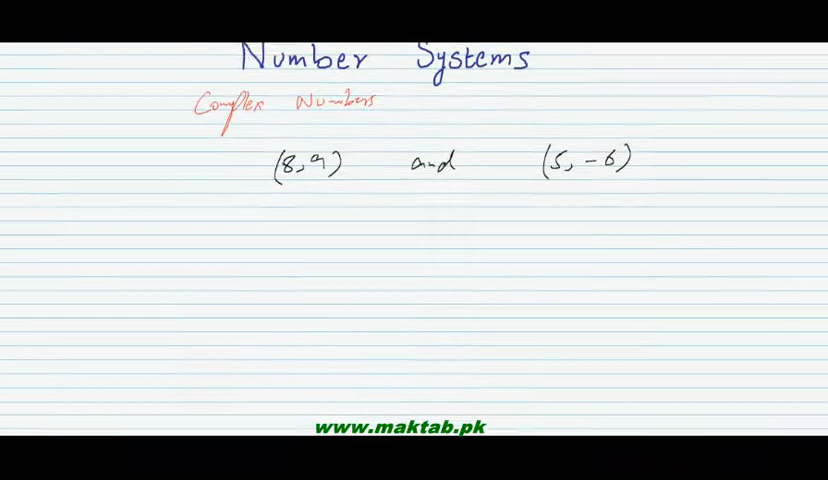 Number Systems
Complex Numbers
(8, 9) and (5, -6)
www.maktab.pk